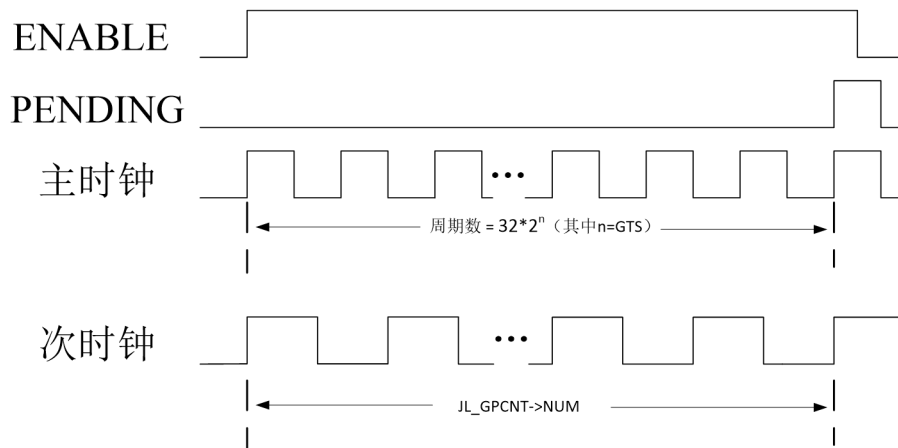 ENABLE
PENDING
主时钟
•••
周期数 = 32*2ⁿ（其中n=GTS）
次时钟
•••
JL_GPCNT->NUM